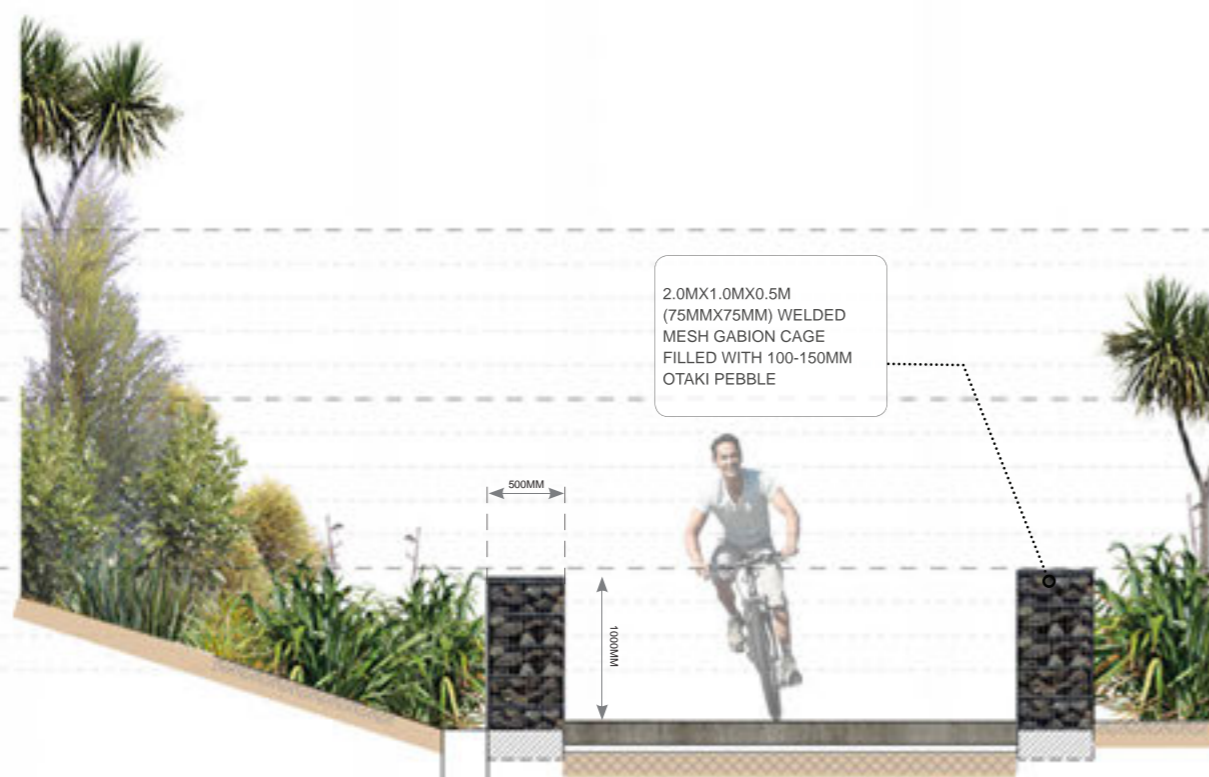 2.0MX1.0MX0.5M
(75MMX75MM) WELDED
MESH GABION CAGE
FILLED WITH 100-150MM
OTAKI PEBBLE
500MM
1000MM